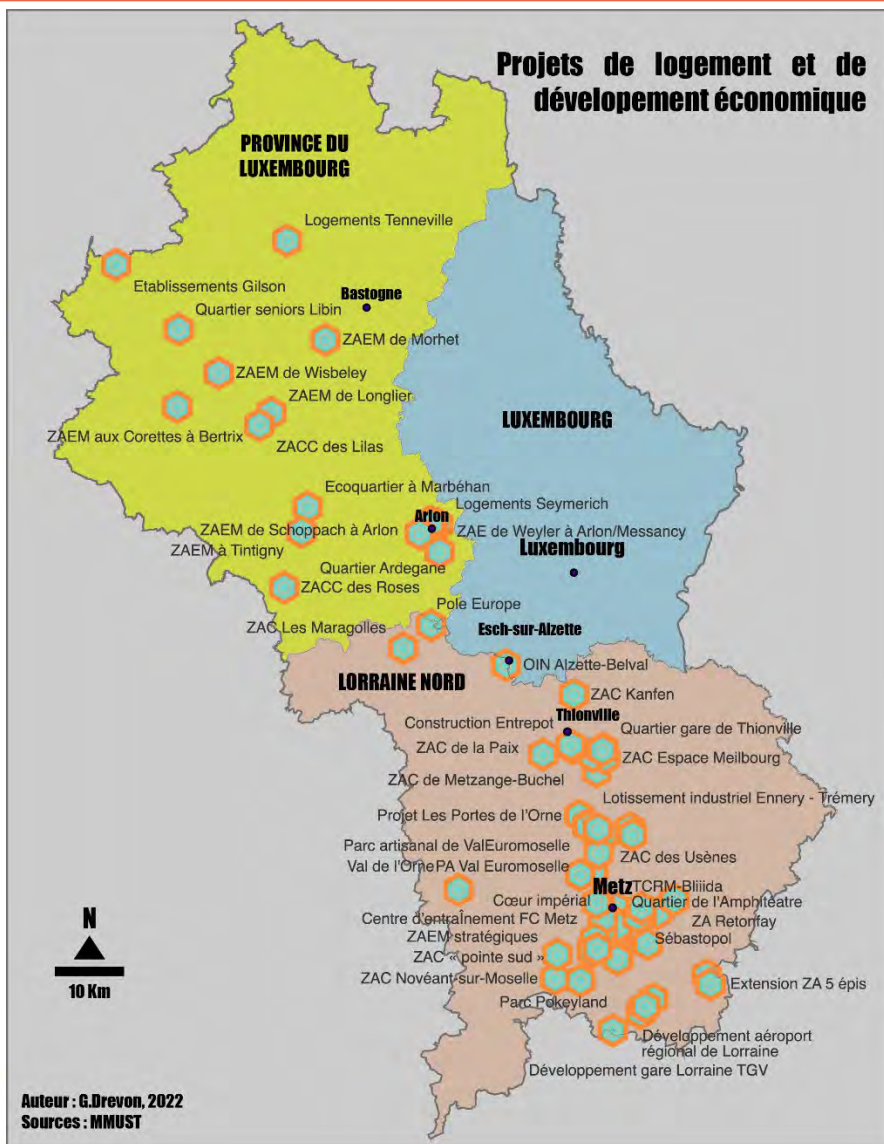 Projets de logement et de
dévelopement économique
PROVINCE DU
LUXEMBOURG
Logements Tenneville
Etablissements Gilson
Bastogne
Quartier seniors Libin
ZAEM de Morhet
ZAEM de Wisbeley
ZAEM de Longlier
LUXEMBOURG
ZAEM aux Corettes à Bertrix
ZACC des Lilas
Ecoquartier à Marbéhan
Logements Seymerich
Arlon
ZAEM de Schoppach à Arlon
ZAE de Weyler à Arlon/Messancy
ZAEM à Tintigny
Luxembourg
Quartier Ardegane
ZACC des Roses
Pole Europe
ZAC Les Maragolles
Esch-sur-Alzette
OIN Alzette-Belval
LORRAINE NORD
ZAC Kanfen
Construction Entrepot
Thionville
Quartier gare de Thionville
ZAC de la Paix
ZAC Espace Meilbourg
ZAC de Metzange-Buchel
Lotissement industriel Ennery - Trémery
Projet Les Portes de l'Orne
Parc artisanal de ValEuromoselle
ZAC des Usènes
Val de l'Orne
PA Val Euromoselle
Metz
TCRM-Bliiida
Cœur impérial
Quartier de l'Amphitéatre
Centre d'entraînement FC Metz
ZA Retonfay
ZAEM stratégiques
Sébastopol
ZAC « pointe sud »
ZAC Novéant-sur-Moselle
Extension ZA 5 épis
Parc Pokeyland
Développement aéroport
régional de Lorraine
Développement gare Lorraine TGV
N
10 Km
Auteur : G.Drevon, 2022
Sources : MMUST